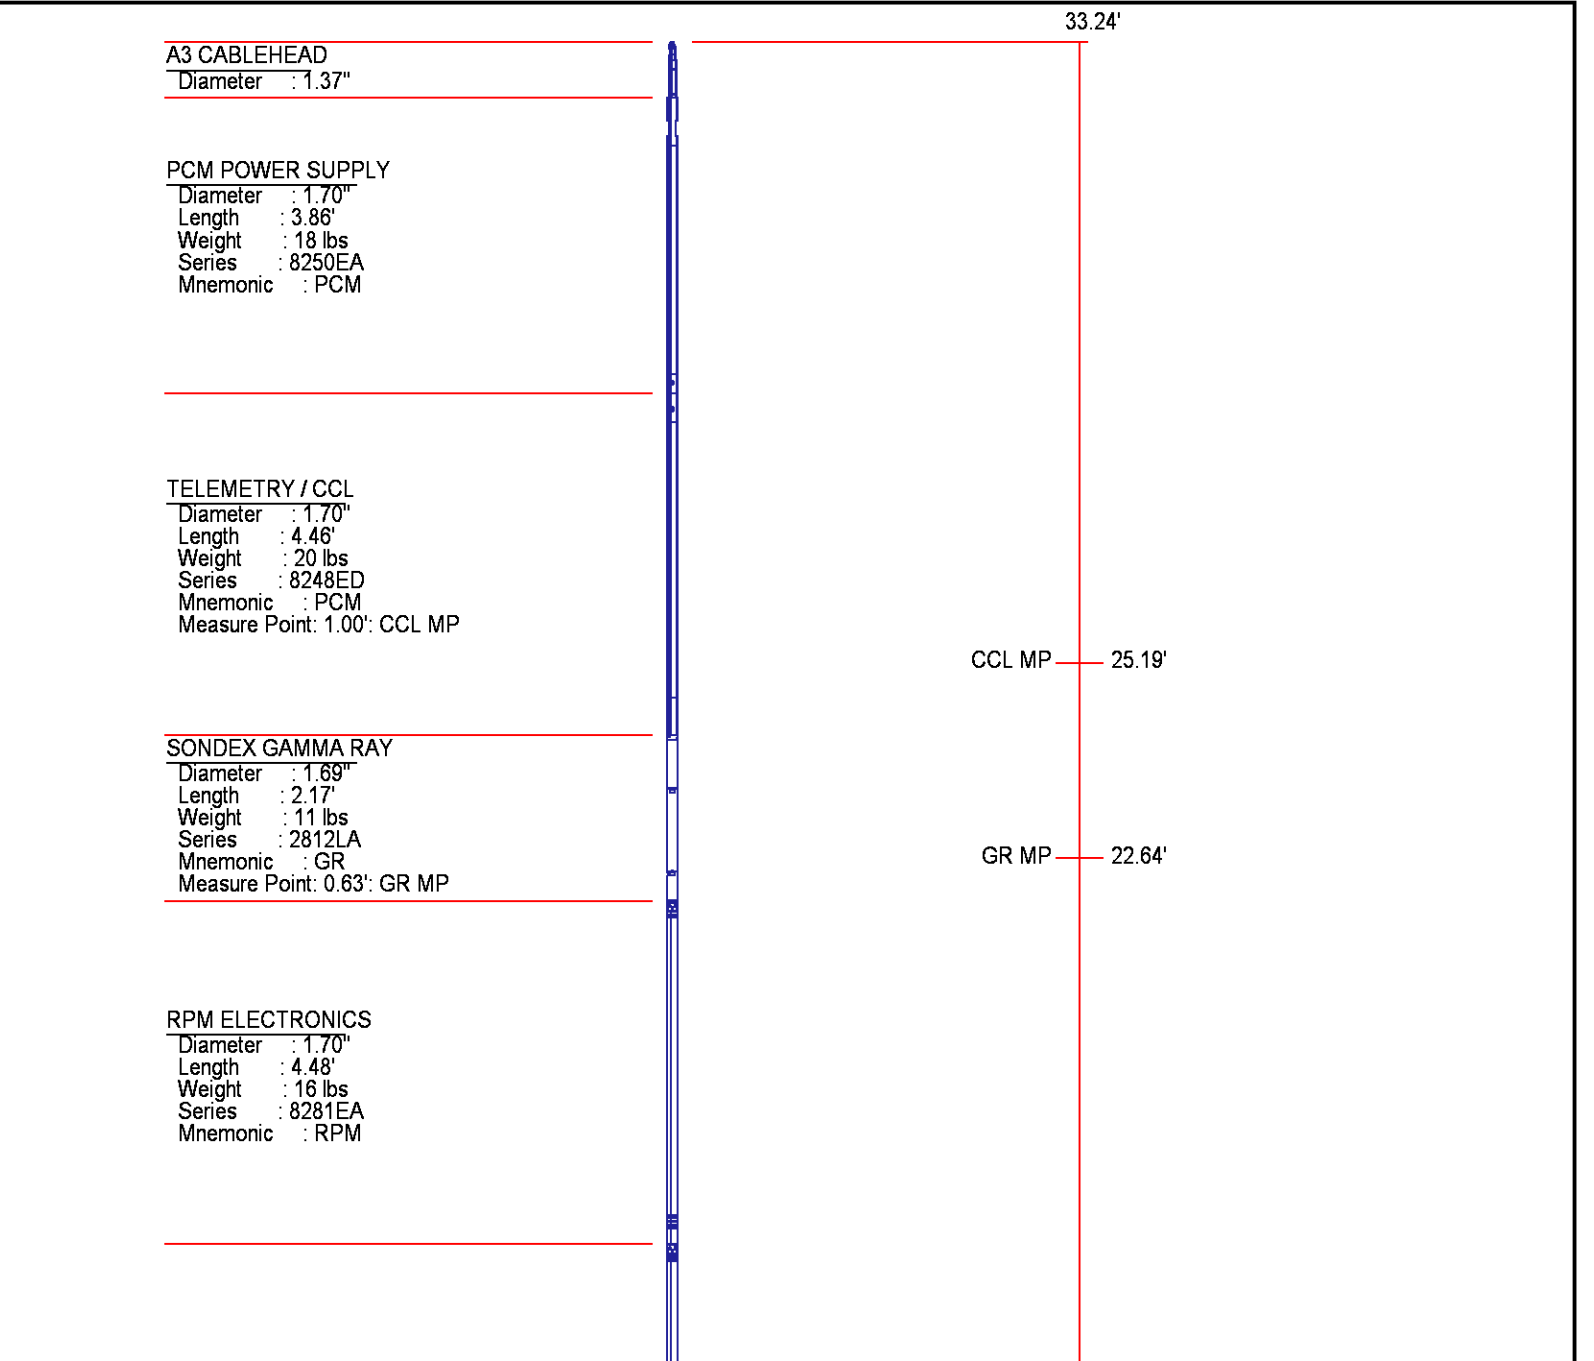 33.24'
A3 CABLEHEAD
Diameter : 1.37"
PCM POWER SUPPLY
Diameter : 1.70"
Length : 3.86'
Weight : 18 lbs
Series : 8250EA
Mnemonic : PCM
TELEMETRY / CCL
Diameter : 1.70"
Length : 4.46'
Weight : 20 lbs
Series : 8248ED
Mnemonic : PCM
Measure Point: 1.00': CCL MP
CCL MP 25.19'
SONDEX GAMMA RAY
Diameter : 1.69"
Length : 2.17'
Weight : 11 lbs
Series : 2812LA
Mnemonic : GR
Measure Point: 0.63': GR MP
GR MP 22.64'
RPM ELECTRONICS
Diameter : 1.70"
Length : 4.48'
Weight : 16 lbs
Series : 8281EA
Mnemonic : RPM